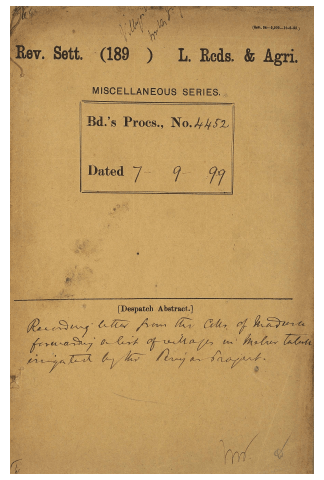 Rev. Sett. (189 ) L. Rcds. & Agri.
MISCELLANEOUS SERIES.
Bd.'s Procs., No. 4452
Dated 7 - 9 - 99
[Despatch Abstract.]
Recording letter from the Collr of Madura
forwarding a list of villages in Melur taluk
irrigated by the Periyar Project.